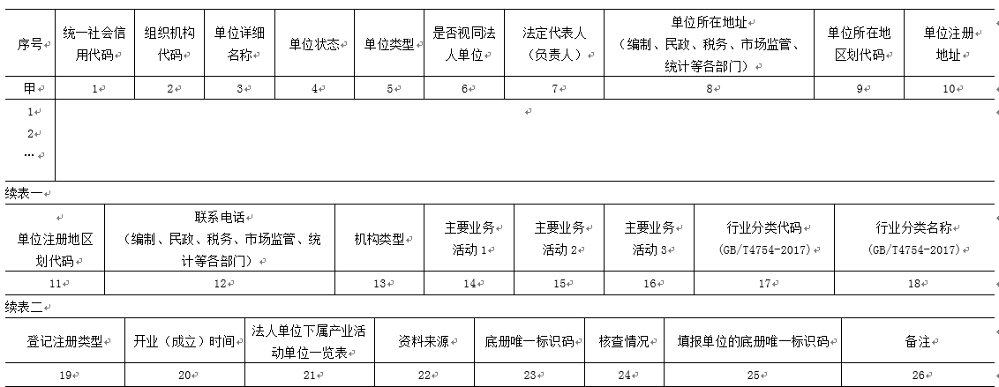 序号
统一社会信
用代码
组织机构
代码
单位详细
名称
单位状态
单位类型
是否视同法
人单位
法定代表人
（负责人）
单位所在地址
（编制、民政、税务、市场监管、
统计等各部门）
单位所在地
区划代码
单位注册
地址
甲 1 2 3 4 5 6 7 8 9 10
1
2
…
续表一
单位注册地区
划代码
联系电话
（编制、民政、税务、市场监管、统
计等各部门）
机构类型
主要业务
活动1
主要业务
活动2
主要业务
活动3
行业分类代码
(GB/T4754-2017)
行业分类名称
(GB/T4754-2017)
11 12 13 14 15 16 17 18
续表二
登记注册类型
开业（成立）时间
法人单位下属产业活
动单位一览表
资料来源
底册唯一标识码
核查情况
填报单位的底册唯一标识码
备注
19 20 21 22 23 24 25 26